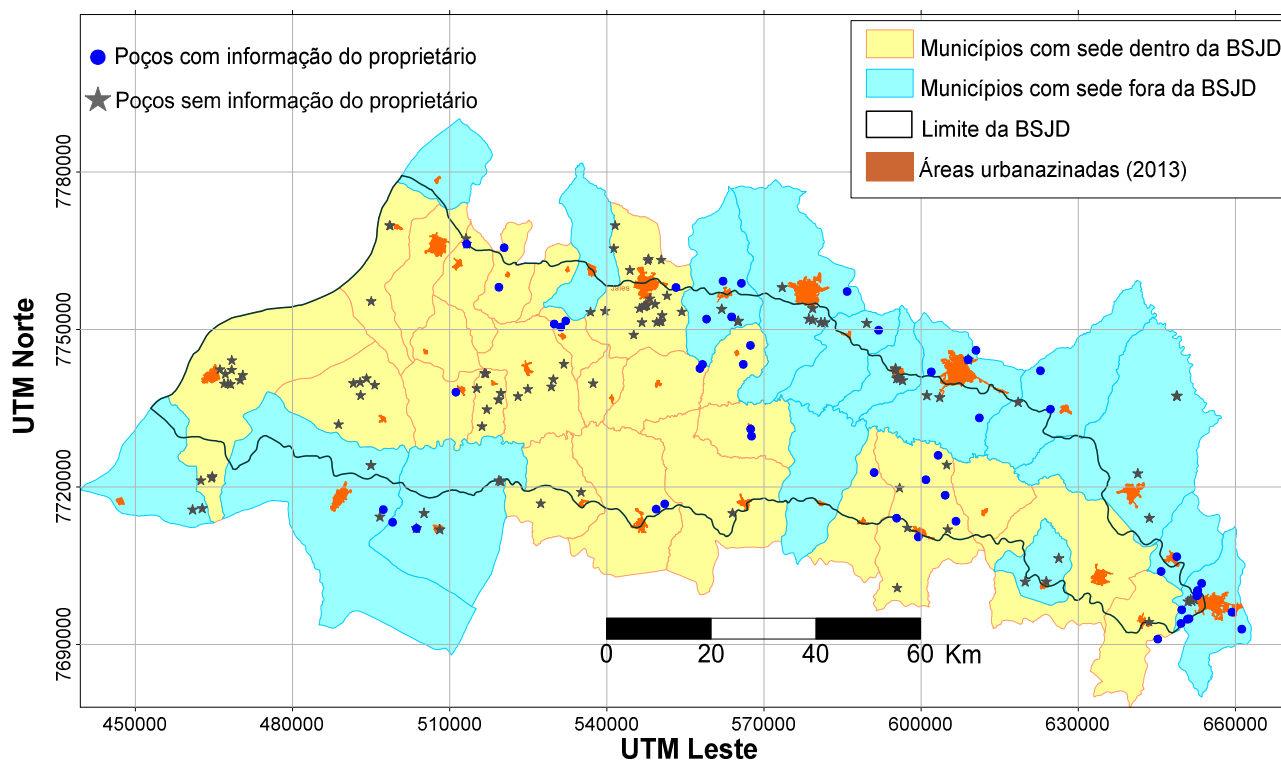 Poços com informação do proprietário
Poços sem informação do proprietário
Municípios com sede dentro da BSJD
Municípios com sede fora da BSJD
Limite da BSJD
Áreas urbanazinadas (2013)
UTM Norte
7780000
7750000
7720000
7690000
Jales
0 20 40 60 Km
450000 480000 510000 540000 570000 600000 630000 660000
UTM Leste